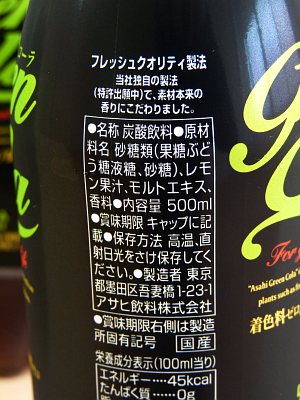 フレッシュクオリティ製法
当社独自の製法
(特許出願中)で、素材本来の
香りにこだわりました。
●名称 炭酸飲料●原材
料名 砂糖類(果糖ぶど
う糖液糖、砂糖)、レモ
ン果汁、モルトエキス、
香料●内容量 500ml
●賞味期限 キャップに記
載●保存方法 高温、直
射日光をさけ保存してく
ださい。●製造者 東京
都墨田区吾妻橋1-23-1
アサヒ飲料株式会社
●賞味期限右側は製造
所固有記号 国産
栄養成分表示(100ml当り)
エネルギー 45kcal
たんぱく質 0g
"Asahi Green Cola"
plants such as
着色料ゼロ